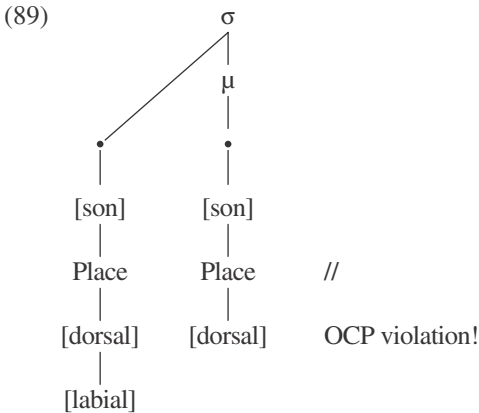 (89) σ
μ
• •
[son] [son]
Place Place //
[dorsal] [dorsal] OCP violation!
[labial]